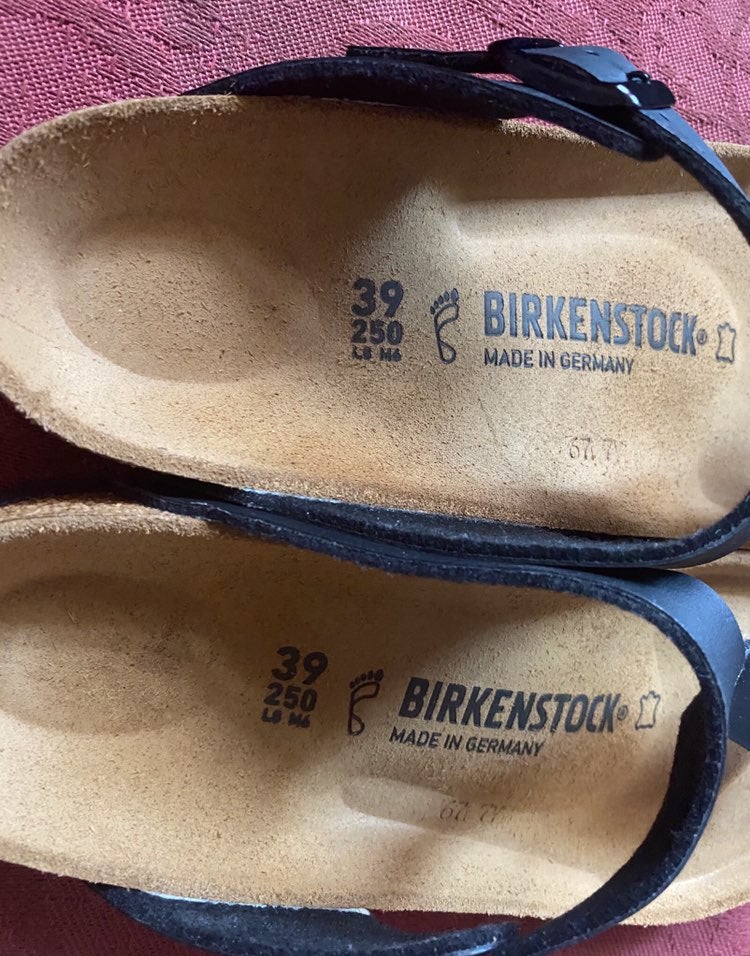 39
250
L8 M6
BIRKENSTOCK®
MADE IN GERMANY
39
250
L8 M6
BIRKENSTOCK®
MADE IN GERMANY